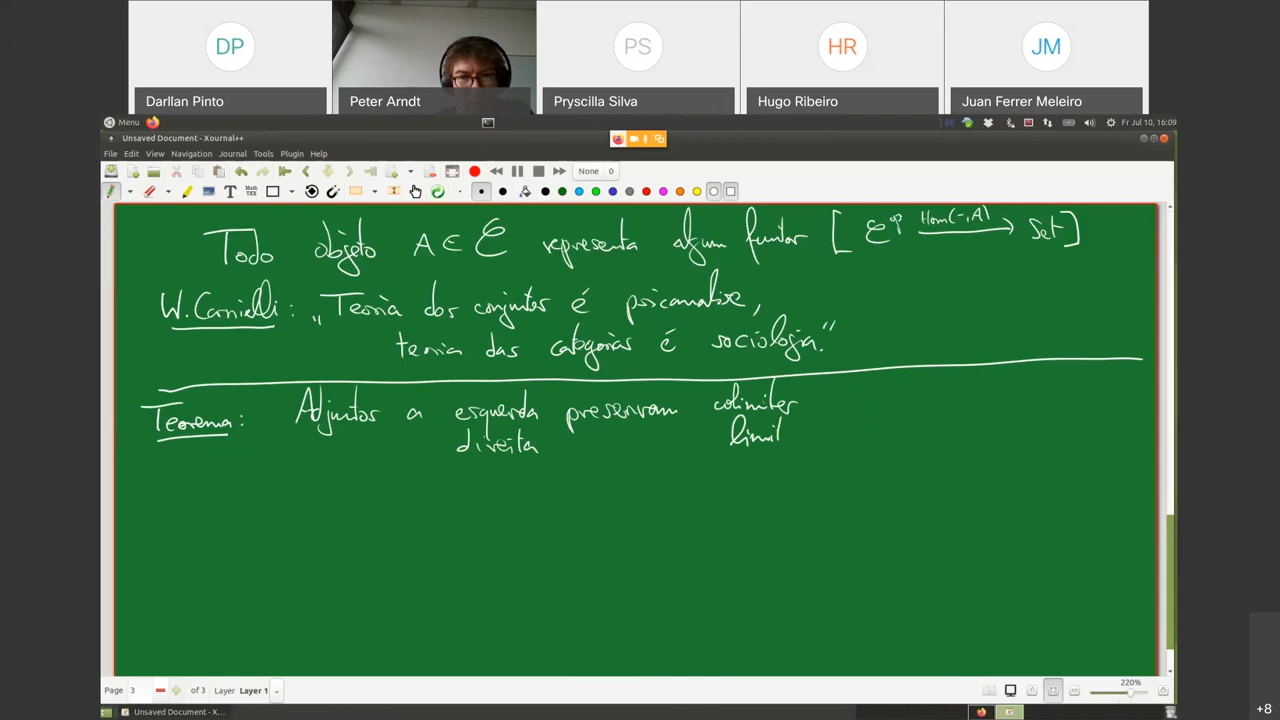 DP
PS
HR
JM
Darllan Pinto
Peter Arndt
Pryscilla Silva
Hugo Ribeiro
Juan Ferrer Meleiro
Menu
Fr Jul 10, 16:09
Unsaved Document - Xournal++
File Edit View Navigation Journal Tools Plugin Help
None 0
T Math TEX
Todo objeto A ∈ C representa algum funtor [ C^op Hom(-,A) → Set ]
W. Carnielli: „Teoria dos conjuntos é psicanalise,
teoria das categorias é sociologia.“
Teorema: Adjuntos a esquerda preservam colimites
direita limit
Page 3 of 3 Layer Layer 1
220%
Unsaved Document - X...
+8